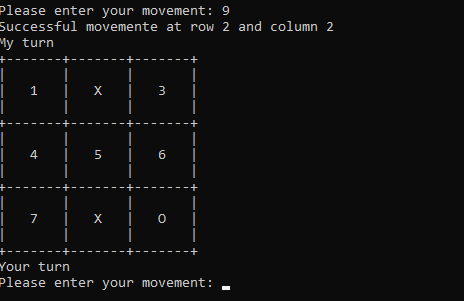 Please enter your movement: 9
Successful movemente at row 2 and column 2
My turn
+-------+-------+-------+
|       |       |       |
|   1   |   X   |   3   |
|       |       |       |
+-------+-------+-------+
|       |       |       |
|   4   |   5   |   6   |
|       |       |       |
+-------+-------+-------+
|       |       |       |
|   7   |   X   |   O   |
|       |       |       |
+-------+-------+-------+
Your turn
Please enter your movement: _